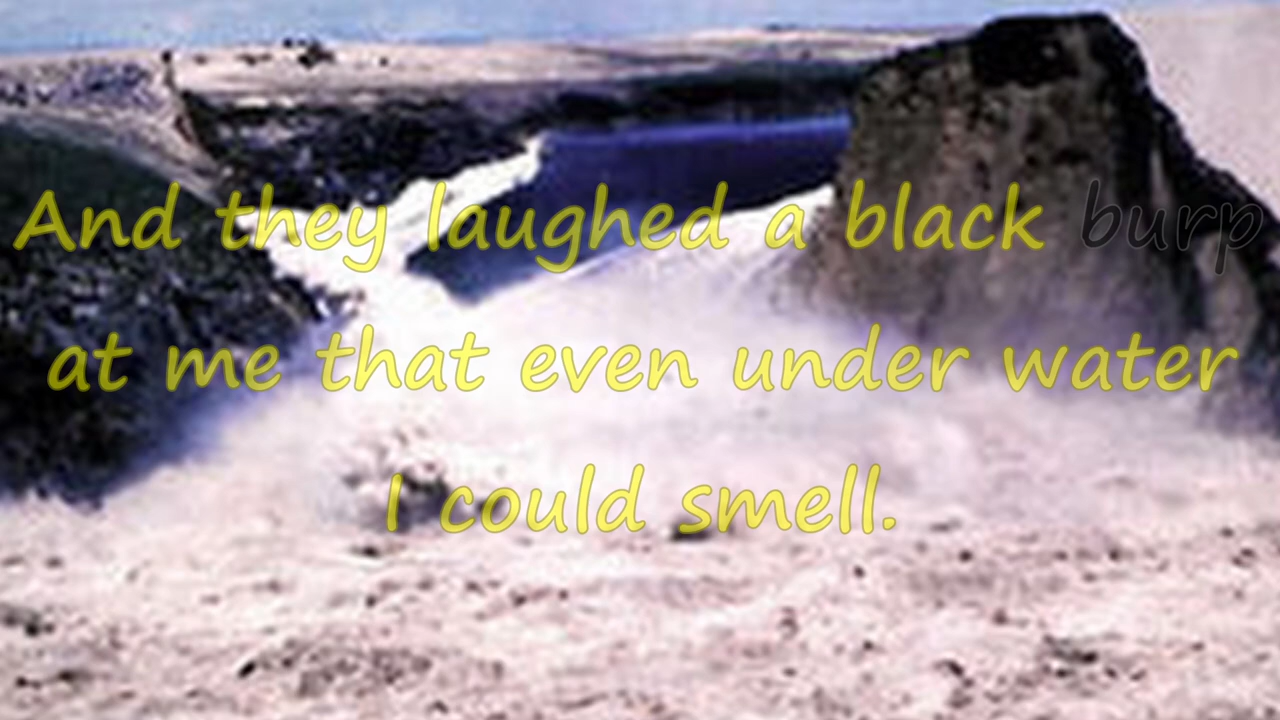 And they laughed a black burp
at me that even under water
I could smell.